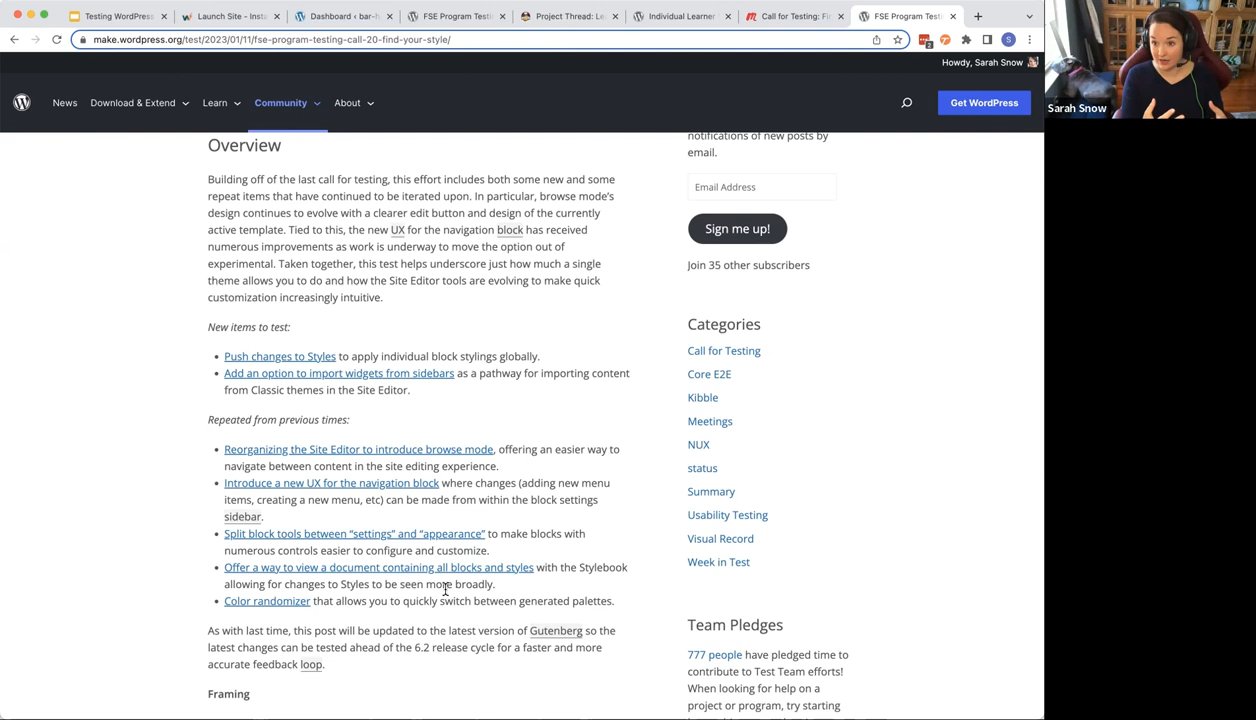 Testing WordPress
Launch Site – Insta
Dashboard ‹ bar-h
FSE Program Testin
Project Thread: Le
Individual Learner
Call for Testing: Fi
FSE Program Testi
make.wordpress.org/test/2023/01/11/fse-program-testing-call-20-find-your-style/
2
S
Howdy, Sarah Snow
News
Download & Extend
Learn
Community
About
Get WordPress
Sarah Snow
Overview
Building off of the last call for testing, this effort includes both some new and some
repeat items that have continued to be iterated upon. In particular, browse mode's
design continues to evolve with a clearer edit button and design of the currently
active template. Tied to this, the new UX for the navigation block has received
numerous improvements as work is underway to move the option out of
experimental. Taken together, this test helps underscore just how much a single
theme allows you to do and how the Site Editor tools are evolving to make quick
customization increasingly intuitive.
New items to test:
• Push changes to Styles to apply individual block stylings globally.
• Add an option to import widgets from sidebars as a pathway for importing content
from Classic themes in the Site Editor.
Repeated from previous times:
• Reorganizing the Site Editor to introduce browse mode, offering an easier way to
navigate between content in the site editing experience.
• Introduce a new UX for the navigation block where changes (adding new menu
items, creating a new menu, etc) can be made from within the block settings
sidebar.
• Split block tools between “settings” and “appearance” to make blocks with
numerous controls easier to configure and customize.
• Offer a way to view a document containing all blocks and styles with the Stylebook
allowing for changes to Styles to be seen more broadly.
• Color randomizer that allows you to quickly switch between generated palettes.
As with last time, this post will be updated to the latest version of Gutenberg so the
latest changes can be tested ahead of the 6.2 release cycle for a faster and more
accurate feedback loop.
Framing
notifications of new posts by
email.
Email Address
Sign me up!
Join 35 other subscribers
Categories
Call for Testing
Core E2E
Kibble
Meetings
NUX
status
Summary
Usability Testing
Visual Record
Week in Test
Team Pledges
777 people have pledged time to
contribute to Test Team efforts!
When looking for help on a
project or program, try starting